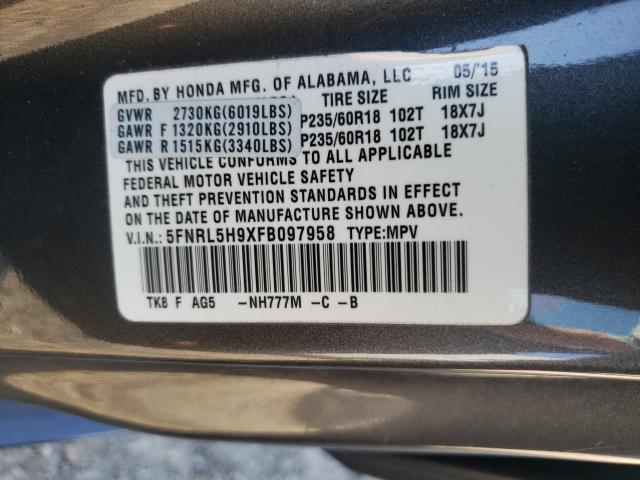 MFD. BY HONDA MFG. OF ALABAMA, LLC 05/'15
TIRE SIZE RIM SIZE
GVWR 2730KG(6019LBS)
GAWR F 1320KG(2910LBS) P235/60R18 102T 18X7J
GAWR R 1515KG(3340LBS) P235/60R18 102T 18X7J
THIS VEHICLE CONFORMS TO ALL APPLICABLE
FEDERAL MOTOR VEHICLE SAFETY
AND THEFT PREVENTION STANDARDS IN EFFECT
ON THE DATE OF MANUFACTURE SHOWN ABOVE.
V.I.N.: 5FNRL5H9XFB097958 TYPE:MPV
TK8 F AG5 -NH777M -C -B